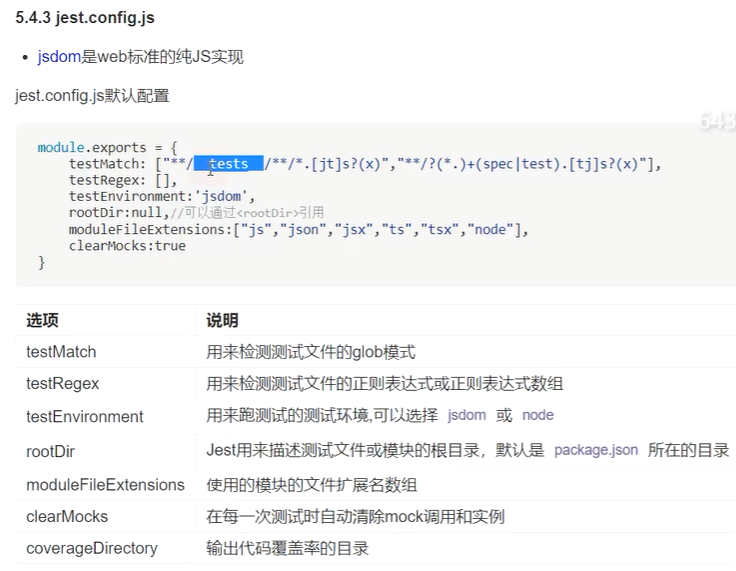 5.4.3 jest.config.js
• jsdom是web标准的纯JS实现
jest.config.js默认配置
643
module.exports = {
    testMatch: ["**/__tests__/**/*.[jt]s?(x)","**/?(*.)+(spec|test).[tj]s?(x)"],
    testRegex: [],
    testEnvironment:'jsdom',
    rootDir:null,//可以通过<rootDir>引用
    moduleFileExtensions:["js","json","jsx","ts","tsx","node"],
    clearMocks:true
}
选项 说明
testMatch 用来检测测试文件的glob模式
testRegex 用来检测测试文件的正则表达式或正则表达式数组
testEnvironment 用来跑测试的测试环境,可以选择 jsdom 或 node
rootDir Jest用来描述测试文件或模块的根目录，默认是 package.json 所在的目录
moduleFileExtensions 使用的模块的文件扩展名数组
clearMocks 在每一次测试时自动清除mock调用和实例
coverageDirectory 输出代码覆盖率的目录